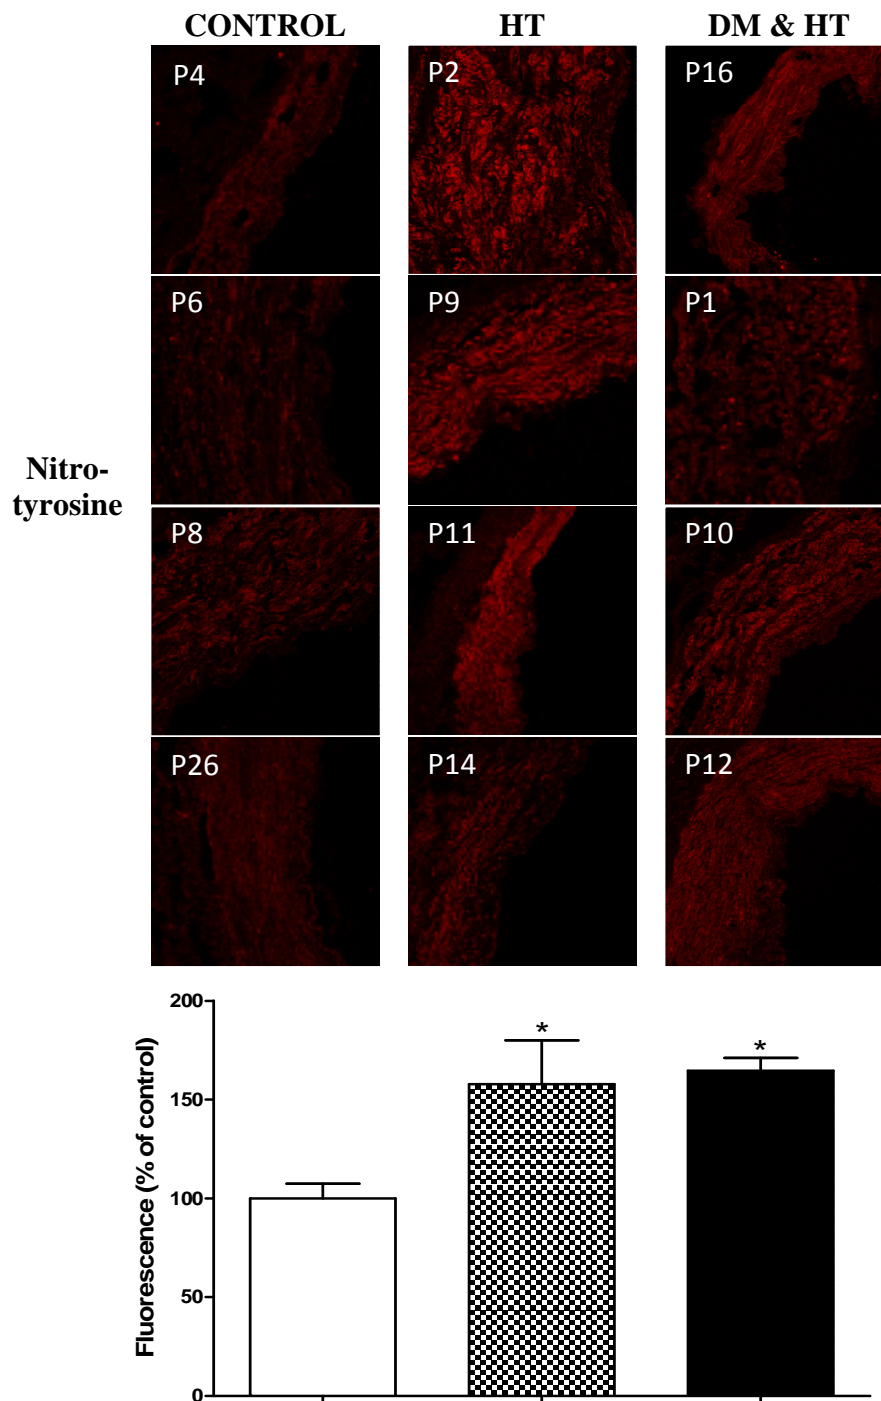 CONTROL HT DM & HT
P4 P2 P16
P6 P9 P1
Nitro-
tyrosine
P8 P11 P10
P26 P14 P12
Fluorescence (% of control)
200
150
100
50
0
*
*